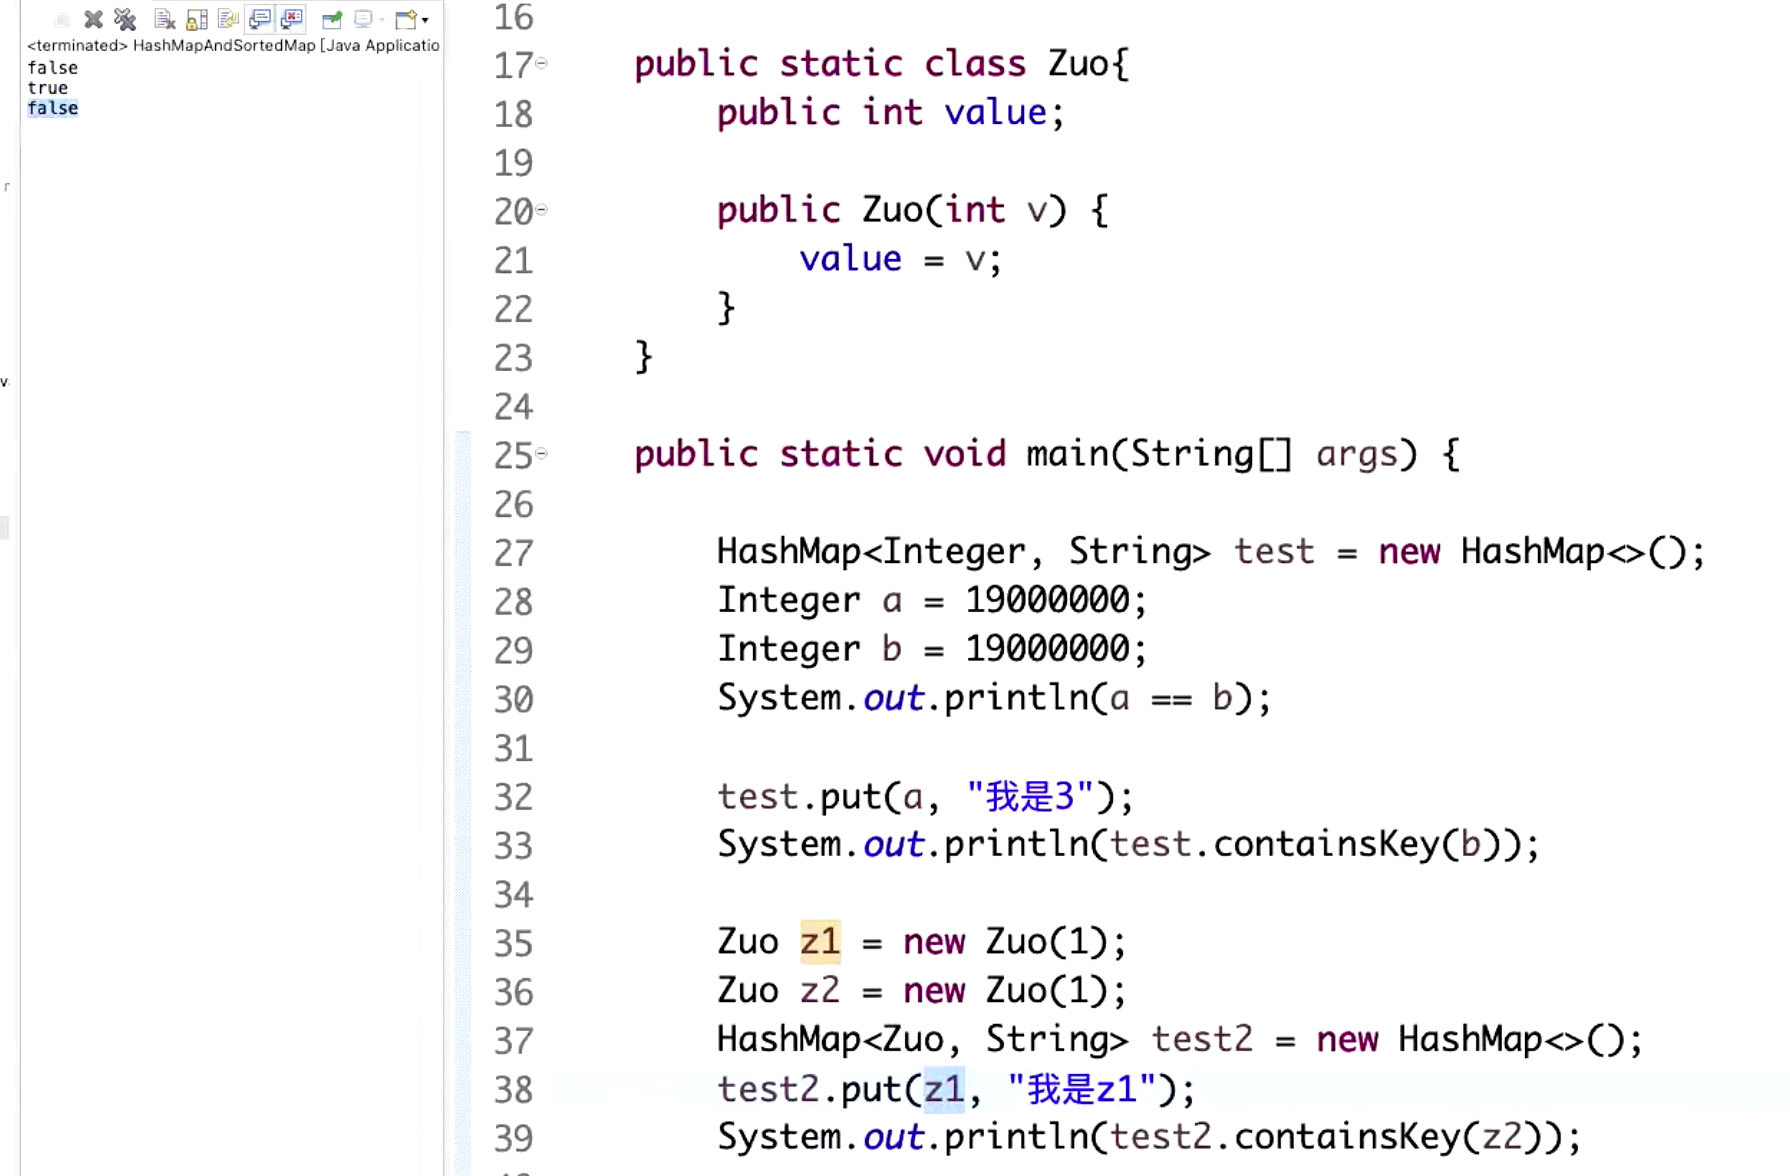 <terminated> HashMapAndSortedMap [Java Applicatio
false
true
false
r
v
16
17 public static class Zuo{
18 public int value;
19
20 public Zuo(int v) {
21 value = v;
22 }
23 }
24
25 public static void main(String[] args) {
26
27 HashMap<Integer, String> test = new HashMap<>();
28 Integer a = 19000000;
29 Integer b = 19000000;
30 System.out.println(a == b);
31
32 test.put(a, "我是3");
33 System.out.println(test.containsKey(b));
34
35 Zuo z1 = new Zuo(1);
36 Zuo z2 = new Zuo(1);
37 HashMap<Zuo, String> test2 = new HashMap<>();
38 test2.put(z1, "我是z1");
39 System.out.println(test2.containsKey(z2));